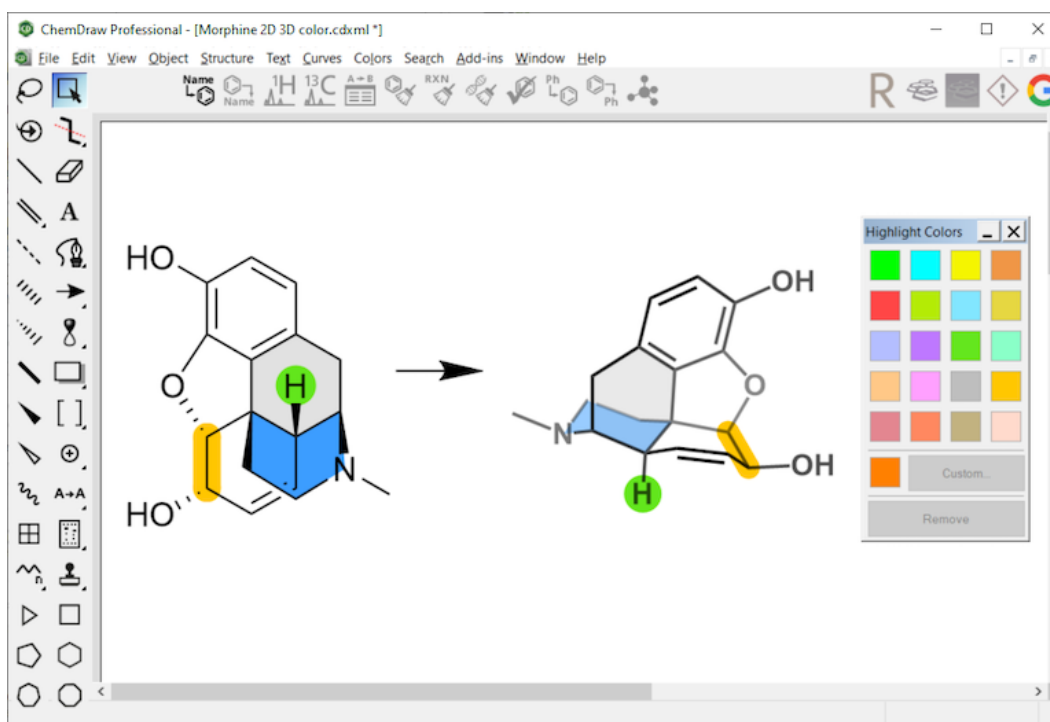 ChemDraw Professional - [Morphine 2D 3D color.cdxml *]
File Edit View Object Structure Text Curves Colors Search Add-ins Window Help
Name Name 1H 13C A→B RXN Ph Ph R
A
A→A
n
HO
H
O
N
HO
OH
O
N
OH
H
Highlight Colors
Custom...
Remove